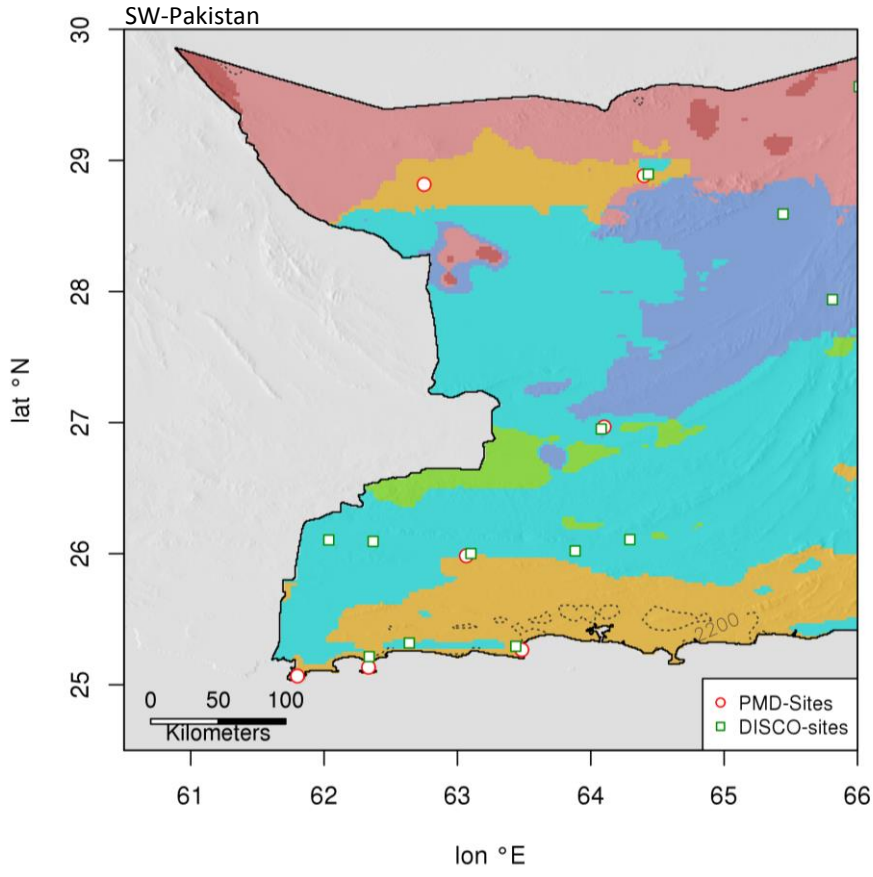 SW-Pakistan
30
29
28
27
26
25
lat °N
2200
0 50 100
Kilometers
PMD-Sites
DISCO-sites
61 62 63 64 65 66
lon °E